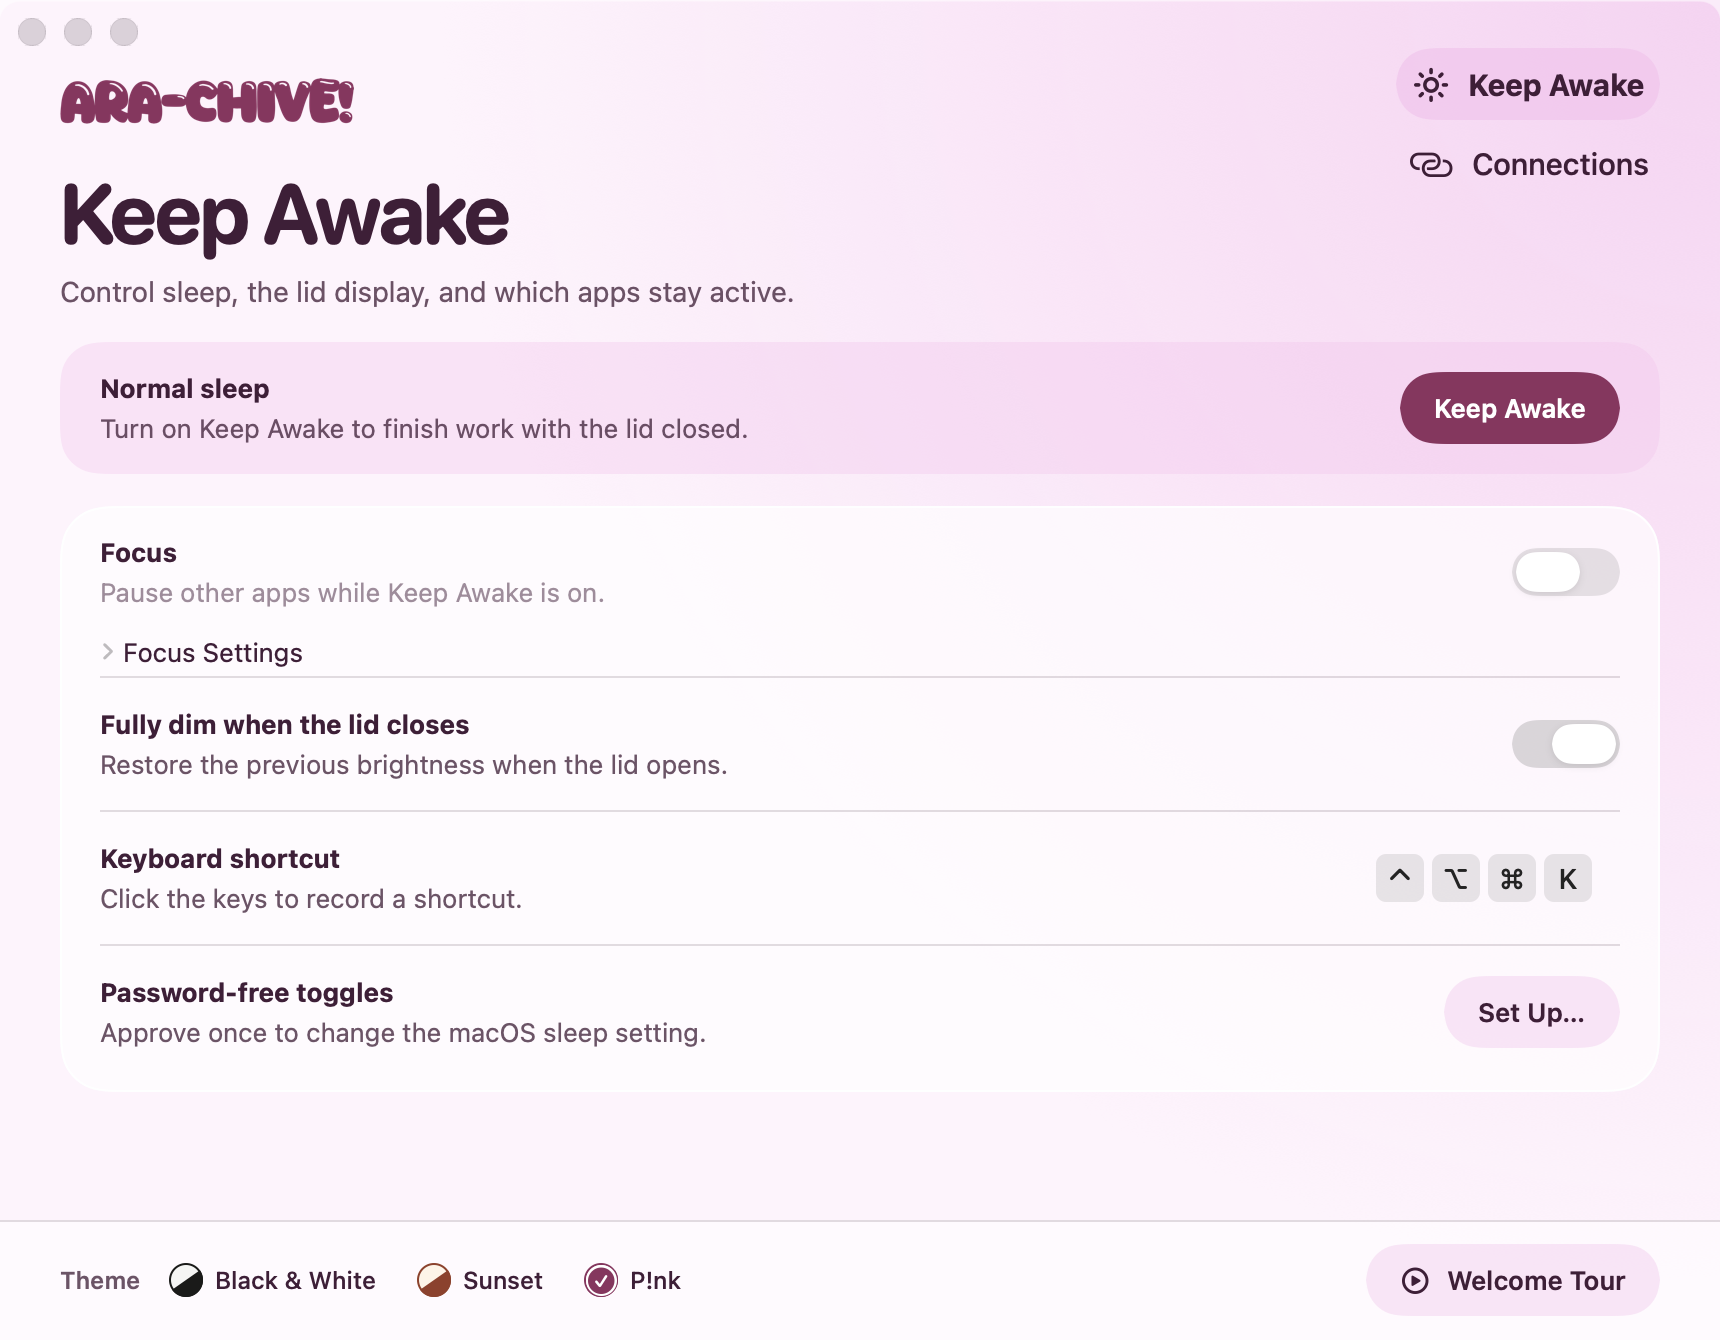 ARA-CHIVE!
Keep Awake
Connections
Keep Awake
Control sleep, the lid display, and which apps stay active.
Normal sleep
Turn on Keep Awake to finish work with the lid closed.
Keep Awake
Focus
Pause other apps while Keep Awake is on.
Focus Settings
Fully dim when the lid closes
Restore the previous brightness when the lid opens.
Keyboard shortcut
Click the keys to record a shortcut.
⌃ ⌥ ⌘ K
Password-free toggles
Approve once to change the macOS sleep setting.
Set Up...
Theme Black & White Sunset P!nk
Welcome Tour